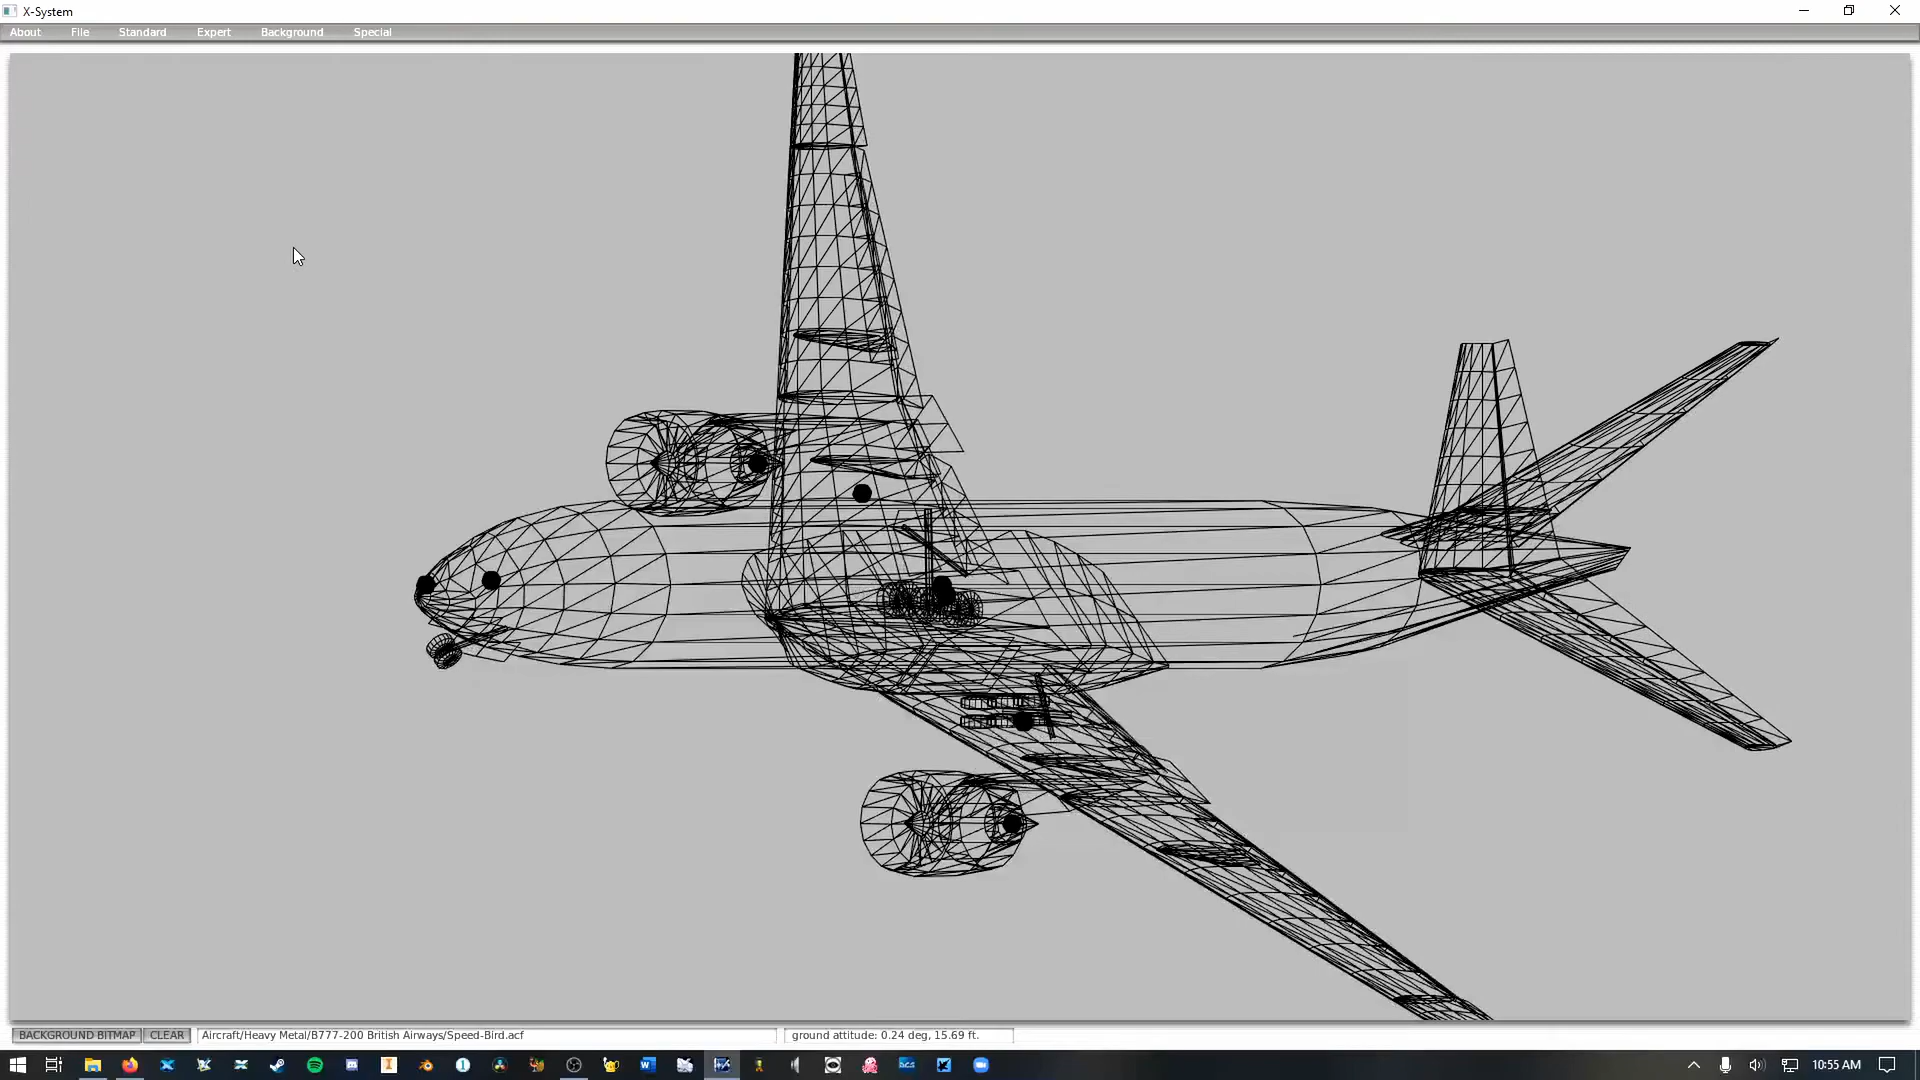 X-System
About File Standard Expert Background Special
BACKGROUND BITMAP CLEAR Aircraft/Heavy Metal/B777-200 British Airways/Speed-Bird.acf ground attitude: 0.24 deg, 15.69 ft.
10:55 AM